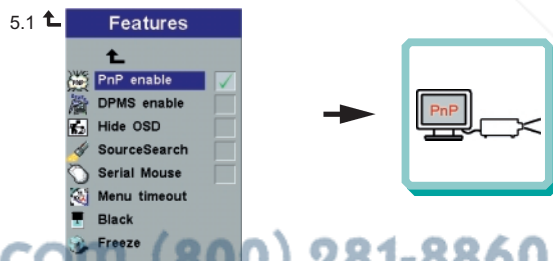 5.1
Features
PnP enable
DPMS enable
Hide OSD
SourceSearch
Serial Mouse
Menu timeout
Black
Freeze
PnP
com (800) 281-8860